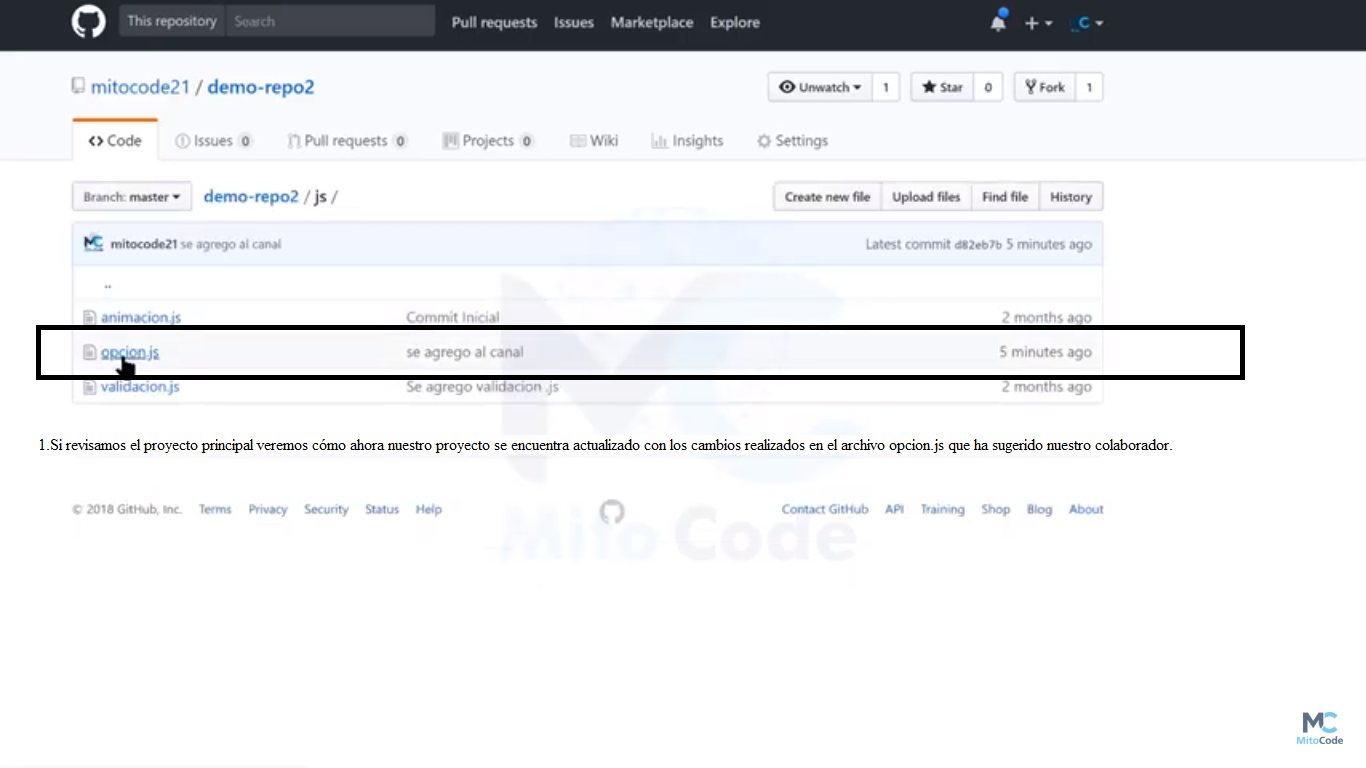 This repository Search Pull requests Issues Marketplace Explore
mitocode21 / demo-repo2 Unwatch 1 Star 0 Fork 1
Code Issues 0 Pull requests 0 Projects 0 Wiki Insights Settings
Branch: master demo-repo2 / js / Create new file Upload files Find file History
mitocode21 se agrego al canal Latest commit d82eb7b 5 minutes ago
..
animacion.js Commit Inicial 2 months ago
opcion.js se agrego al canal 5 minutes ago
validacion.js Se agrego validacion .js 2 months ago
1.Si revisamos el proyecto principal veremos cómo ahora nuestro proyecto se encuentra actualizado con los cambios realizados en el archivo opcion.js que ha sugerido nuestro colaborador.
© 2018 GitHub, Inc. Terms Privacy Security Status Help Contact GitHub API Training Shop Blog About
Mito Code
MC
MitoCode